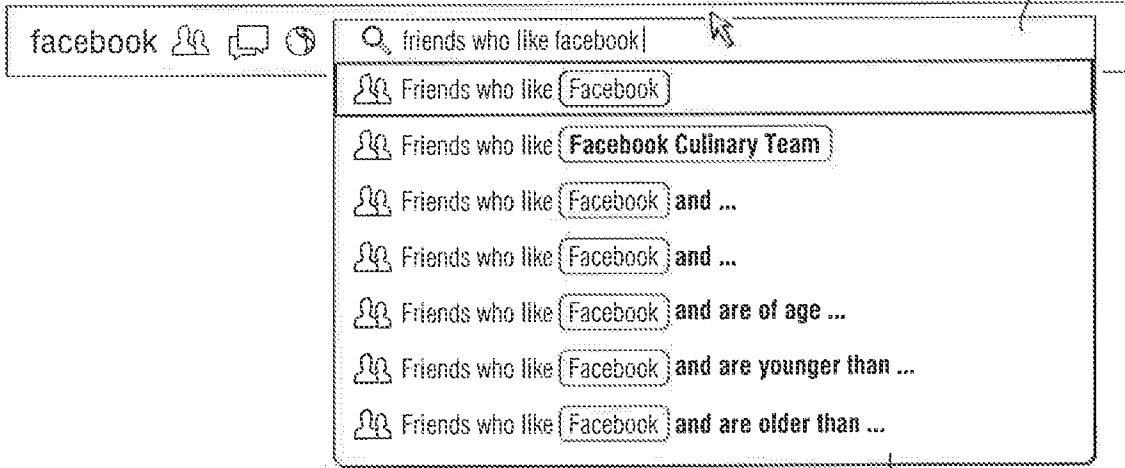 facebook friends who like facebook
Friends who like Facebook
Friends who like Facebook Culinary Team
Friends who like Facebook and ...
Friends who like Facebook and ...
Friends who like Facebook and are of age ...
Friends who like Facebook and are younger than ...
Friends who like Facebook and are older than ...